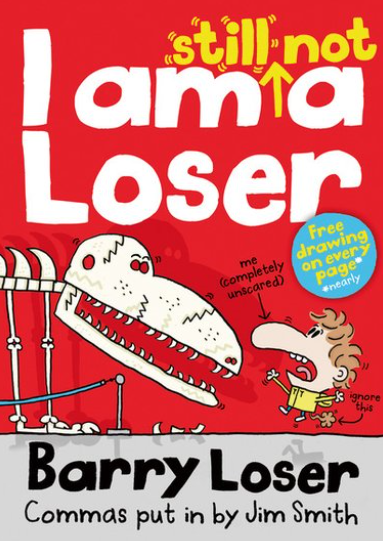 still not
I am a
Loser
Free
drawing
on every
page*
*nearly
me
(completely
unscared)
ignore
this
Barry Loser
Commas put in by Jim Smith